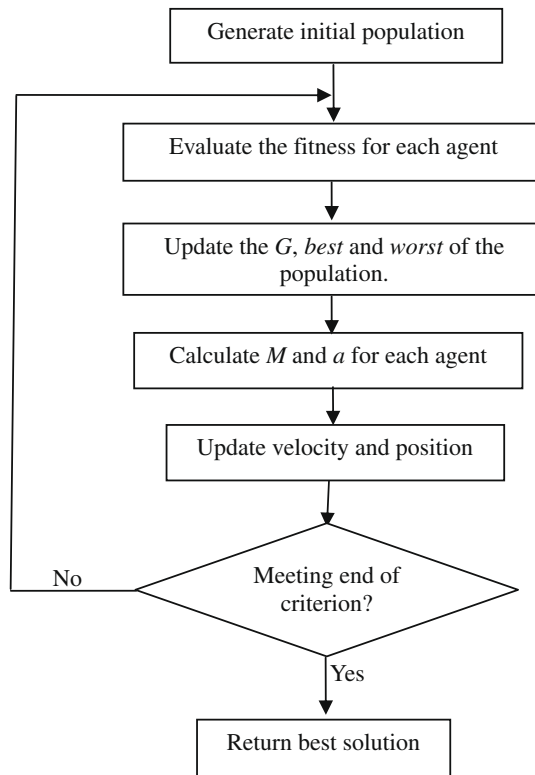 Generate initial population
Evaluate the fitness for each agent
Update the G, best and worst of the
population.
Calculate M and a for each agent
Update velocity and position
Meeting end of
criterion?
No
Yes
Return best solution